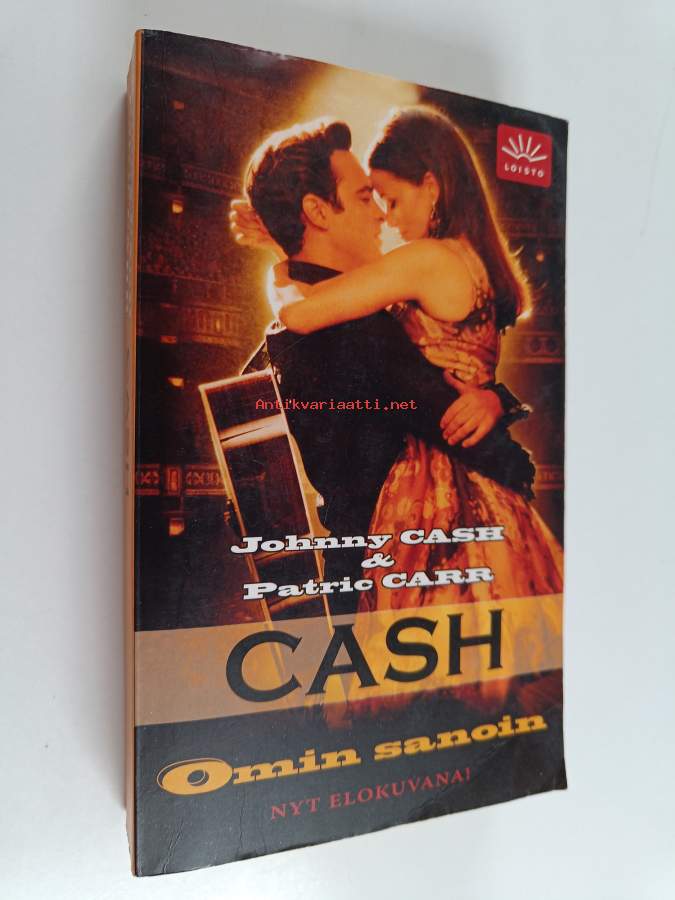 LOISTO
Antikvariaatti.net
Johnny CASH
&
Patric CARR
CASH
Omin sanoin
NYT ELOKUVANA!